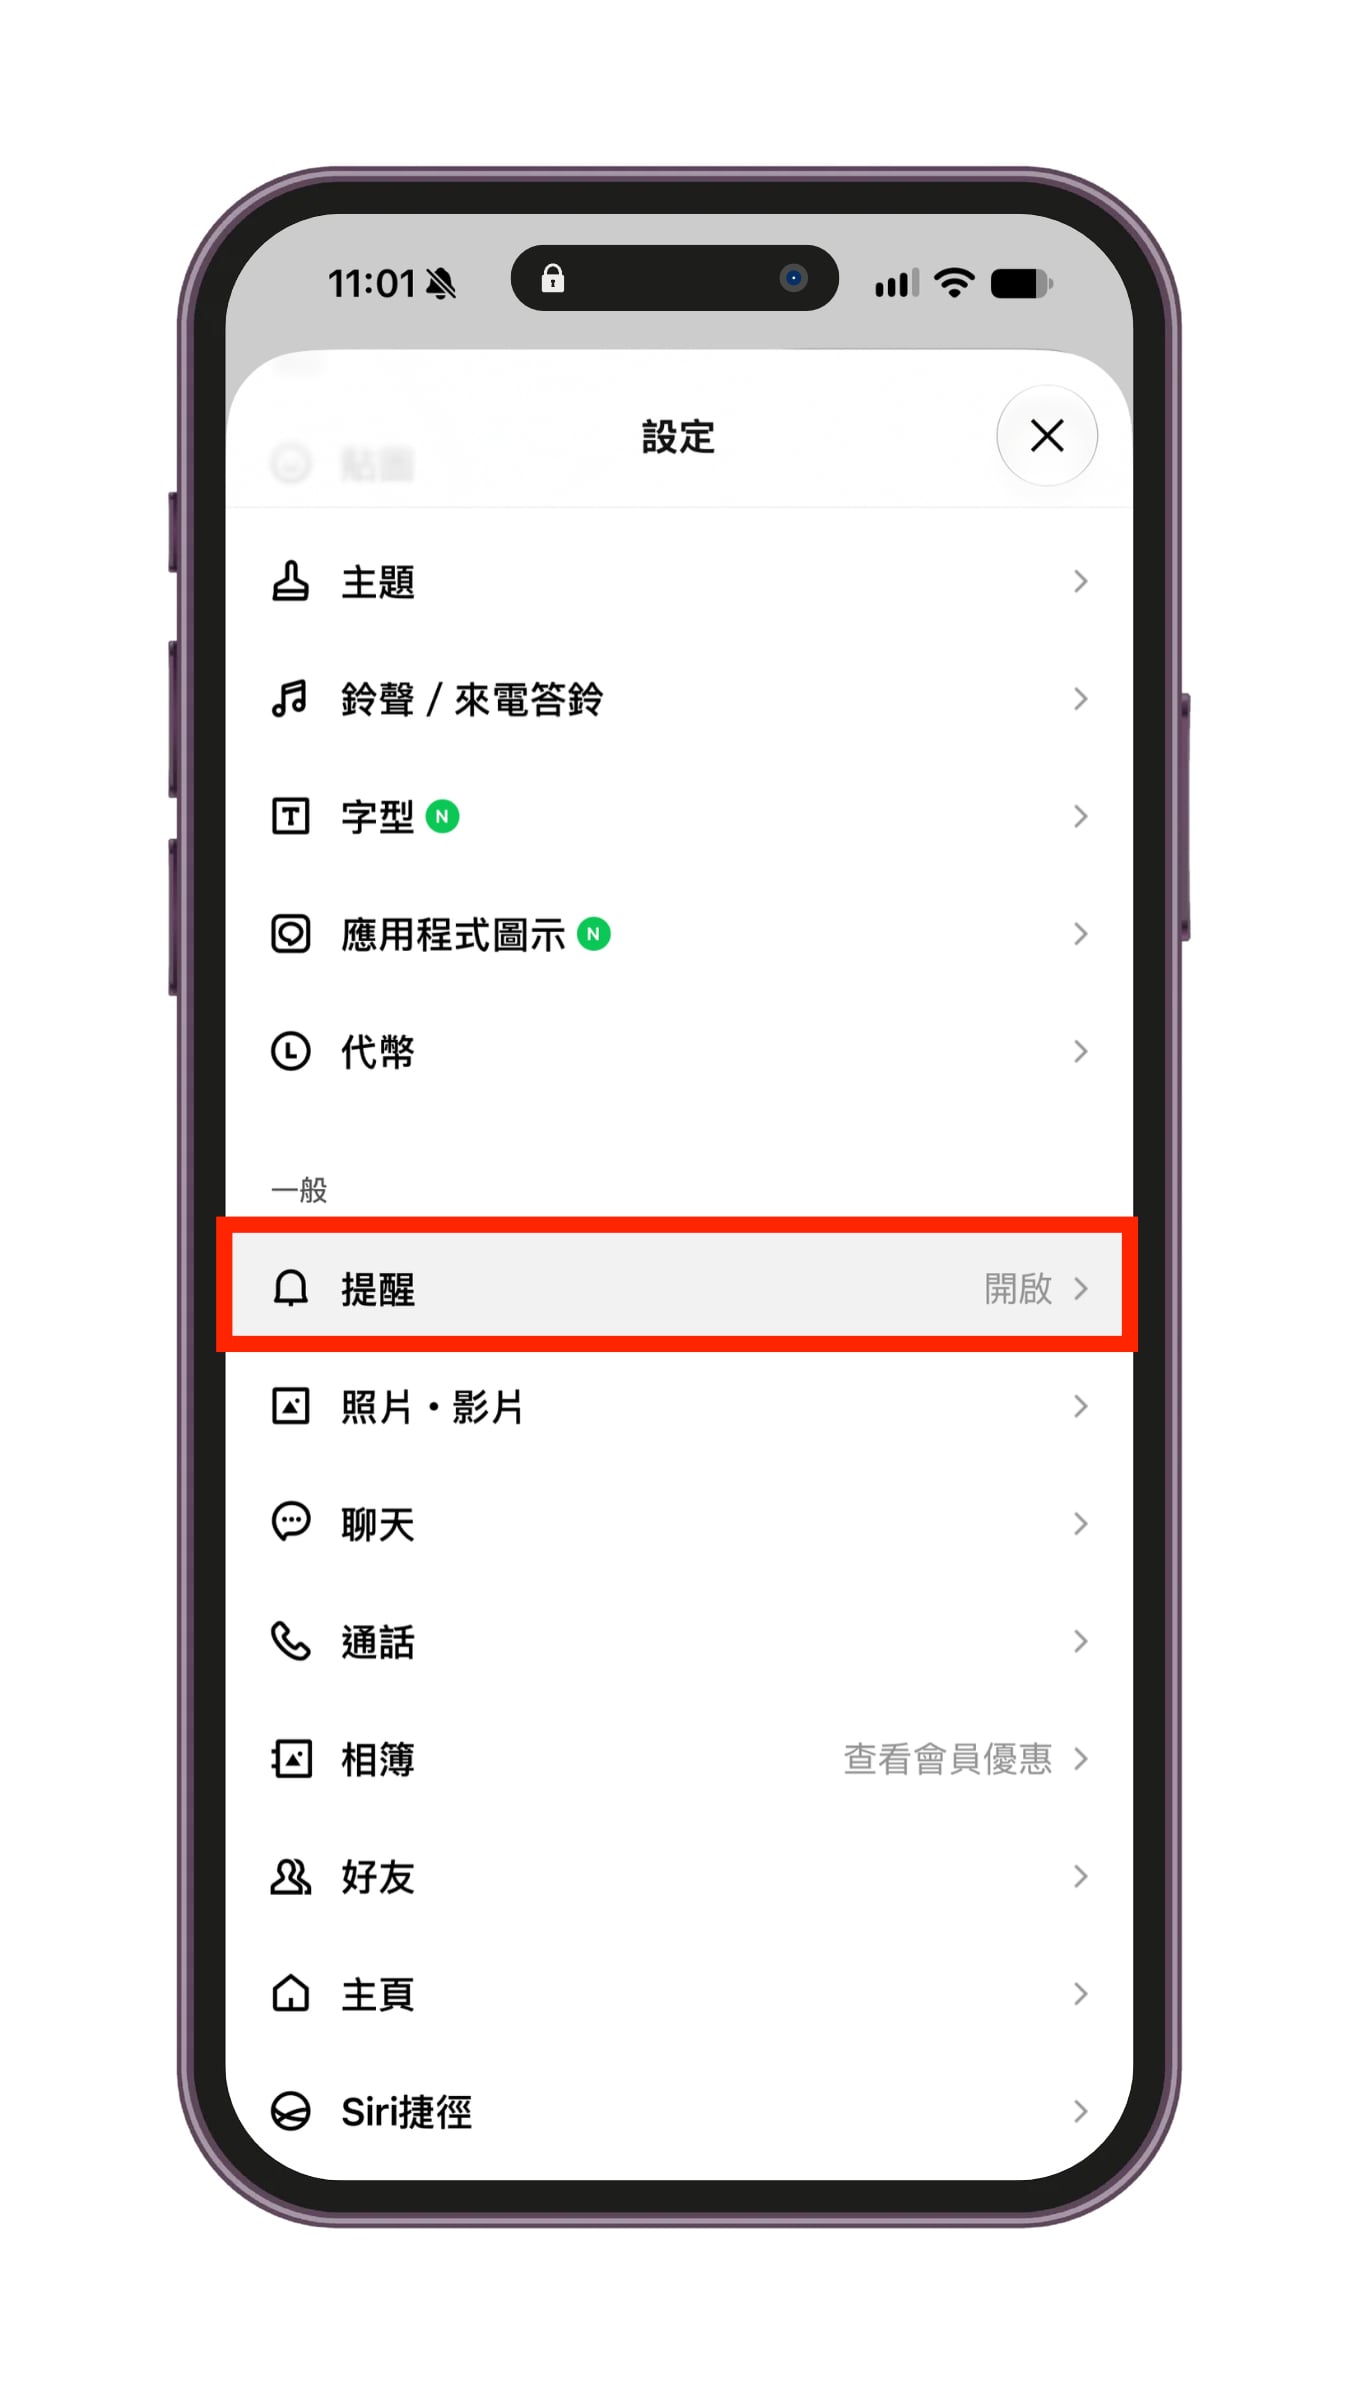 11:01
設定
貼圖
主題
鈴聲 / 來電答鈴
字型 N
應用程式圖示 N
代幣
一般
提醒 開啟
照片・影片
聊天
通話
相簿 查看會員優惠
好友
主頁
Siri捷徑